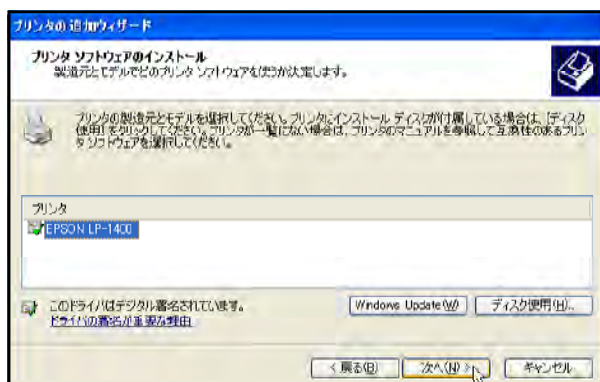 プリンタの追加ウィザード
プリンタ ソフトウェアのインストール
製造元とモデルでどのプリンタ ソフトウェアを使うか決定します。
プリンタの製造元とモデルを選択してください。プリンタにインストール ディスクが付属している場合は、[ディスク
使用] をクリックしてください。プリンタが一覧にない場合は、プリンタのマニュアルを参照して互換性のあるプリン
タ ソフトウェアを選択してください。
プリンタ
EPSON LP-1400
このドライバはデジタル署名されています。
Windows Update(W)
ディスク使用(H)...
ドライバの署名が重要な理由
< 戻る(B)
次へ(N) >
キャンセル